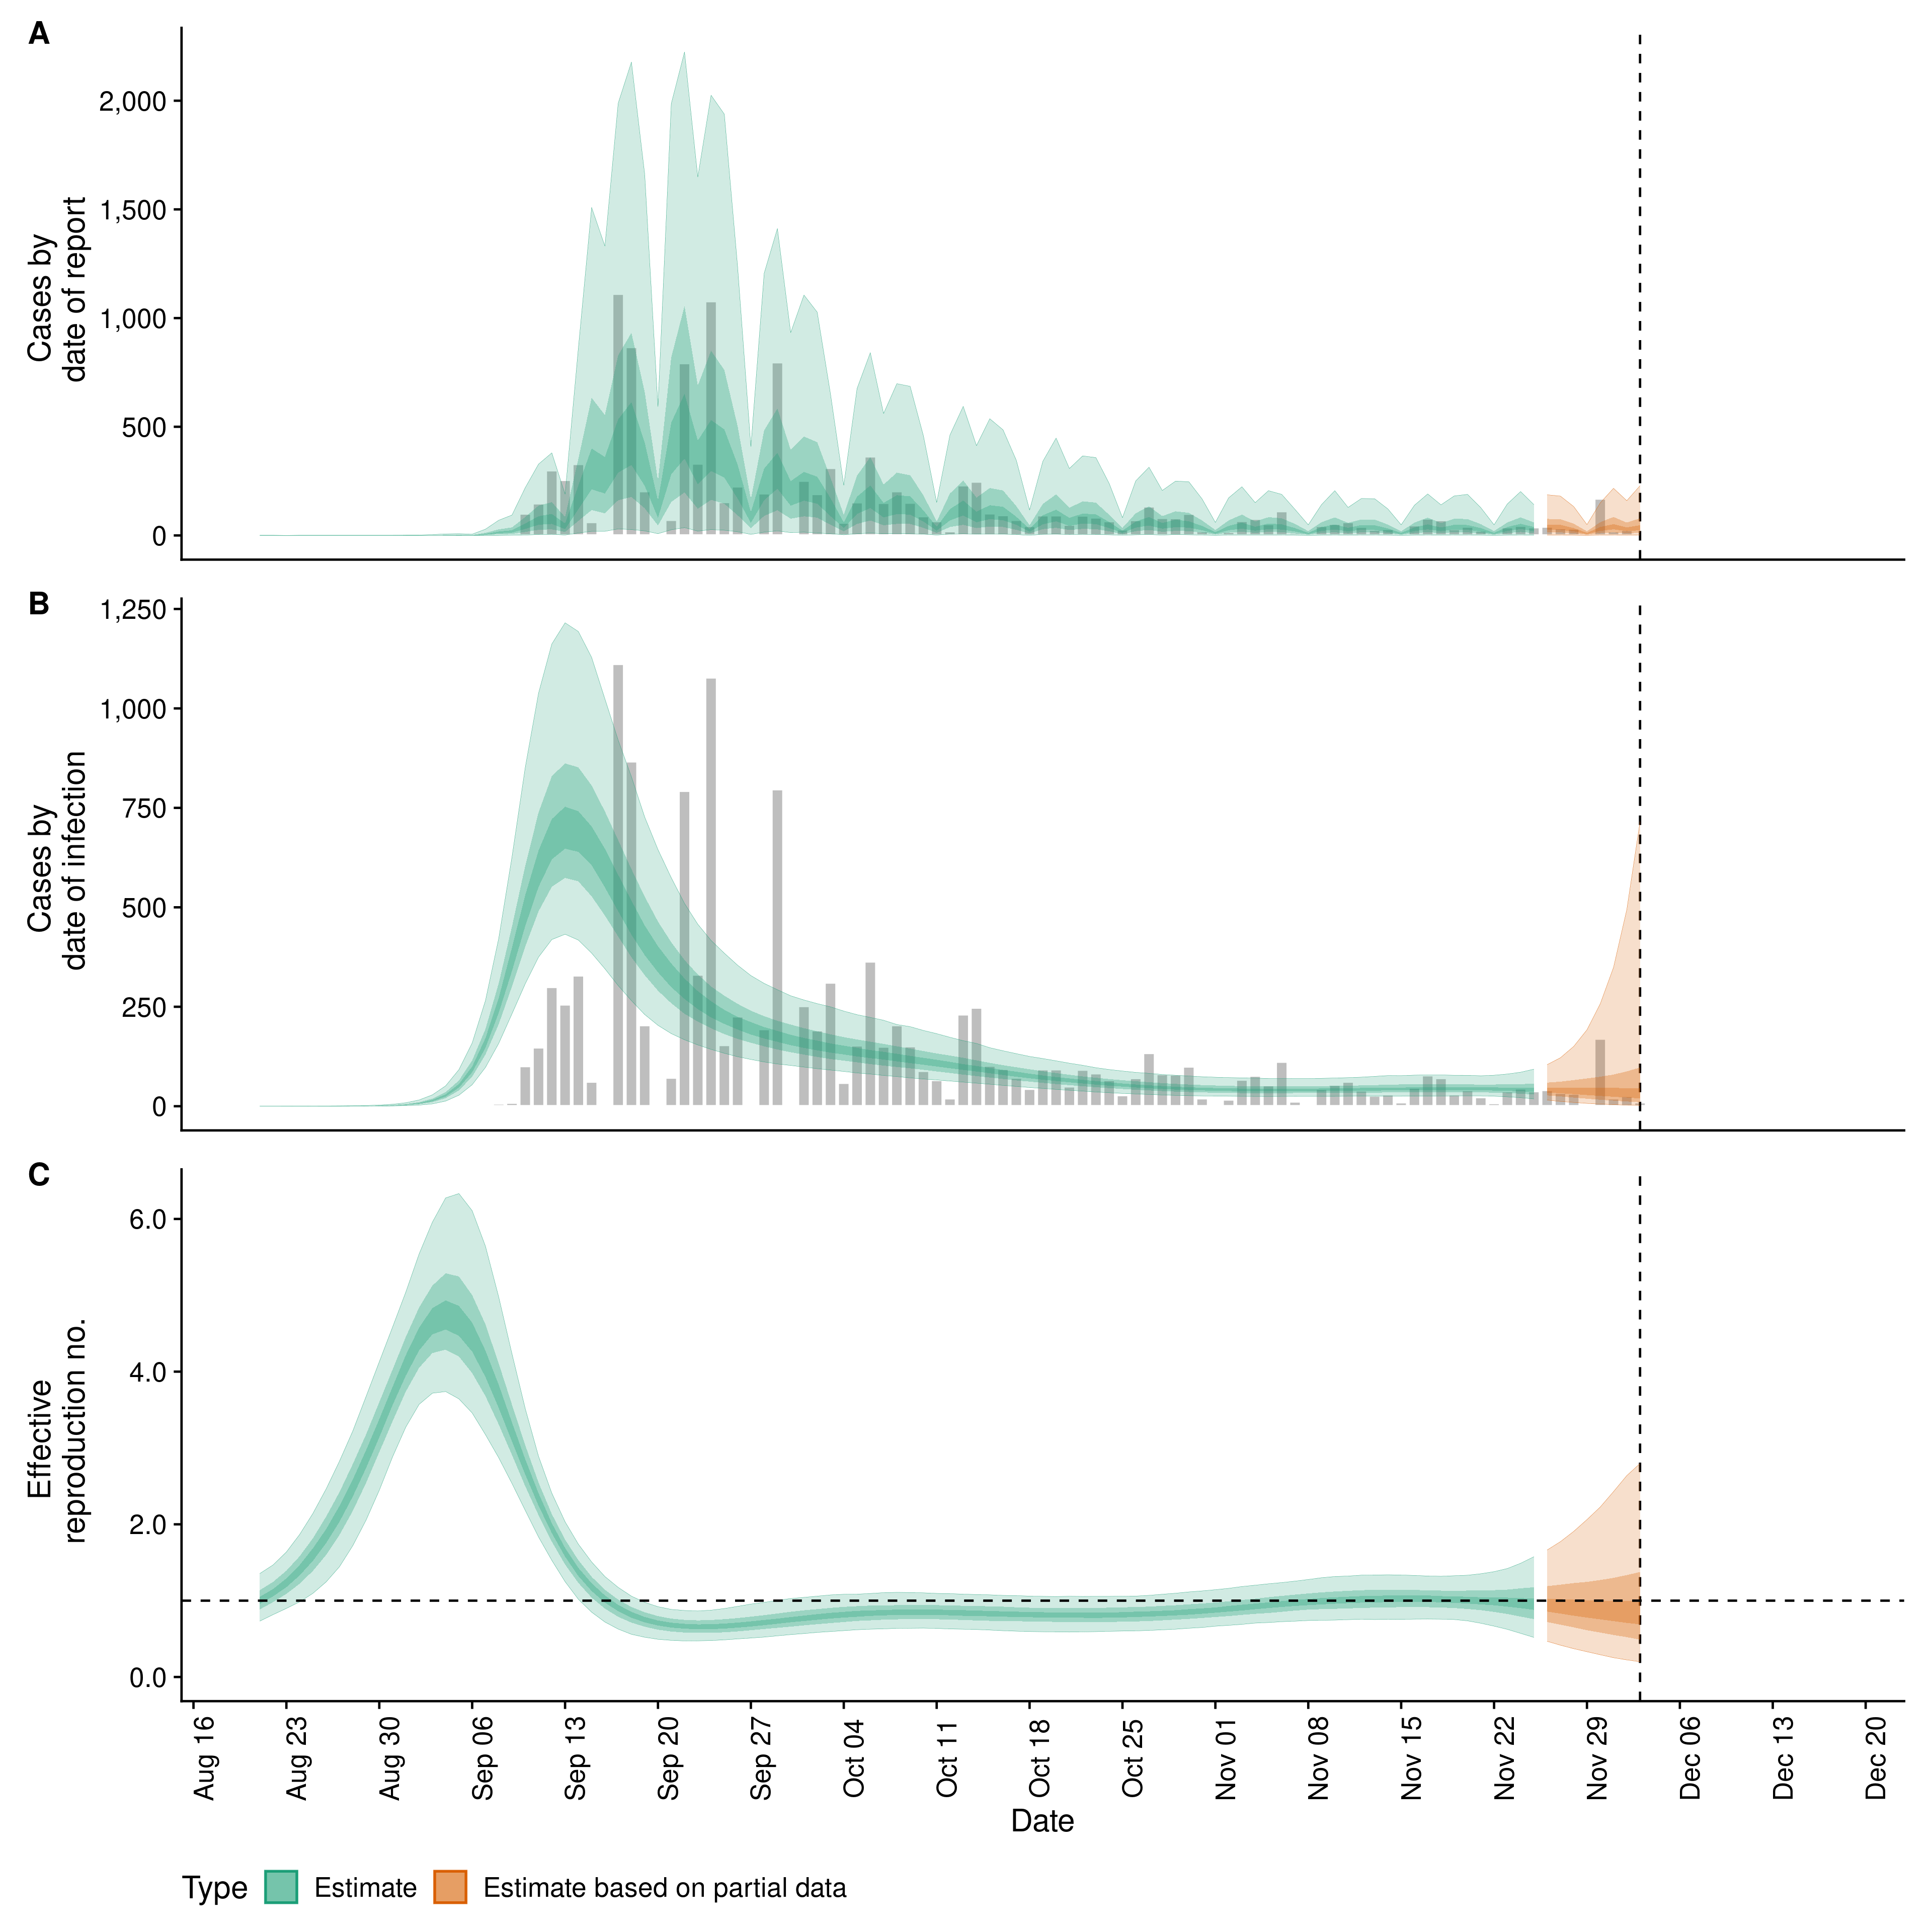 A
2,000
1,500
1,000
500
0
Cases by
date of report
B
1,250
1,000
750
500
250
0
Cases by
date of infection
C
6.0
4.0
2.0
0.0
Effective
reproduction no.
Aug 16
Aug 23
Aug 30
Sep 06
Sep 13
Sep 20
Sep 27
Oct 04
Oct 11
Oct 18
Oct 25
Nov 01
Nov 08
Nov 15
Nov 22
Nov 29
Dec 06
Dec 13
Dec 20
Date
Type Estimate Estimate based on partial data